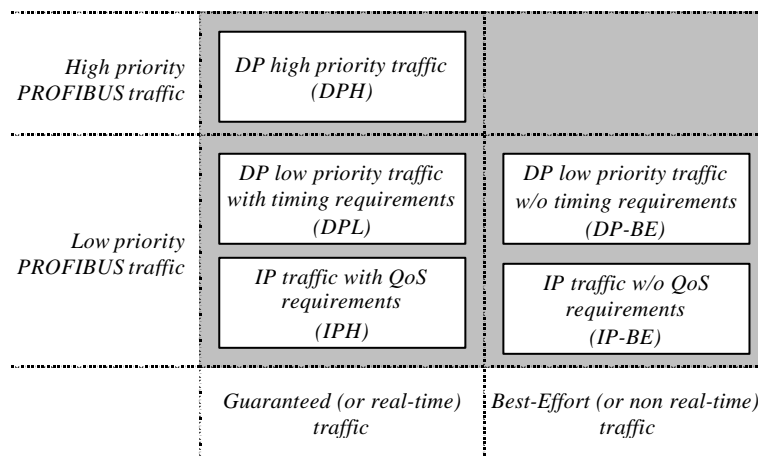 High priority
PROFIBUS traffic
DP high priority traffic
(DPH)
Low priority
PROFIBUS traffic
DP low priority traffic
with timing requirements
(DPL)
DP low priority traffic
w/o timing requirements
(DP-BE)
IP traffic with QoS
requirements
(IPH)
IP traffic w/o QoS
requirements
(IP-BE)
Guaranteed (or real-time)
traffic
Best-Effort (or non real-time)
traffic